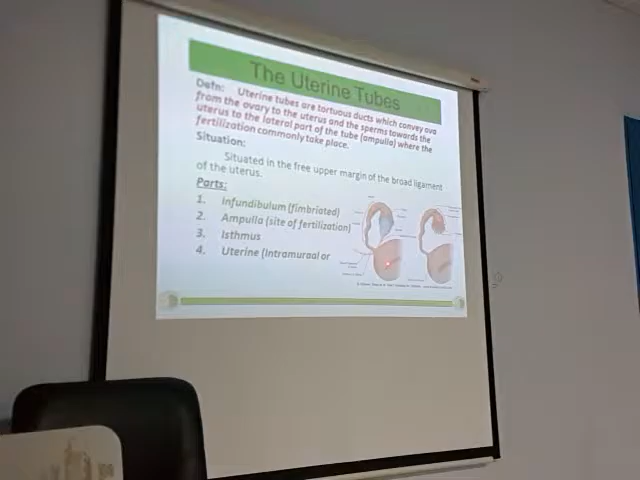 The Uterine Tubes
Defn: Uterine tubes are tortuous ducts which convey ova
from the ovary to the uterus and the sperms towards the
uterus to the lateral part of the tube (ampulla) where the
fertilization commonly take place.
Situation:
Situated in the free upper margin of the broad ligament
of the uterus.
Parts:
1. Infundibulum (fimbriated)
2. Ampulla (site of fertilization)
3. Isthmus
4. Uterine (Intramuraal or